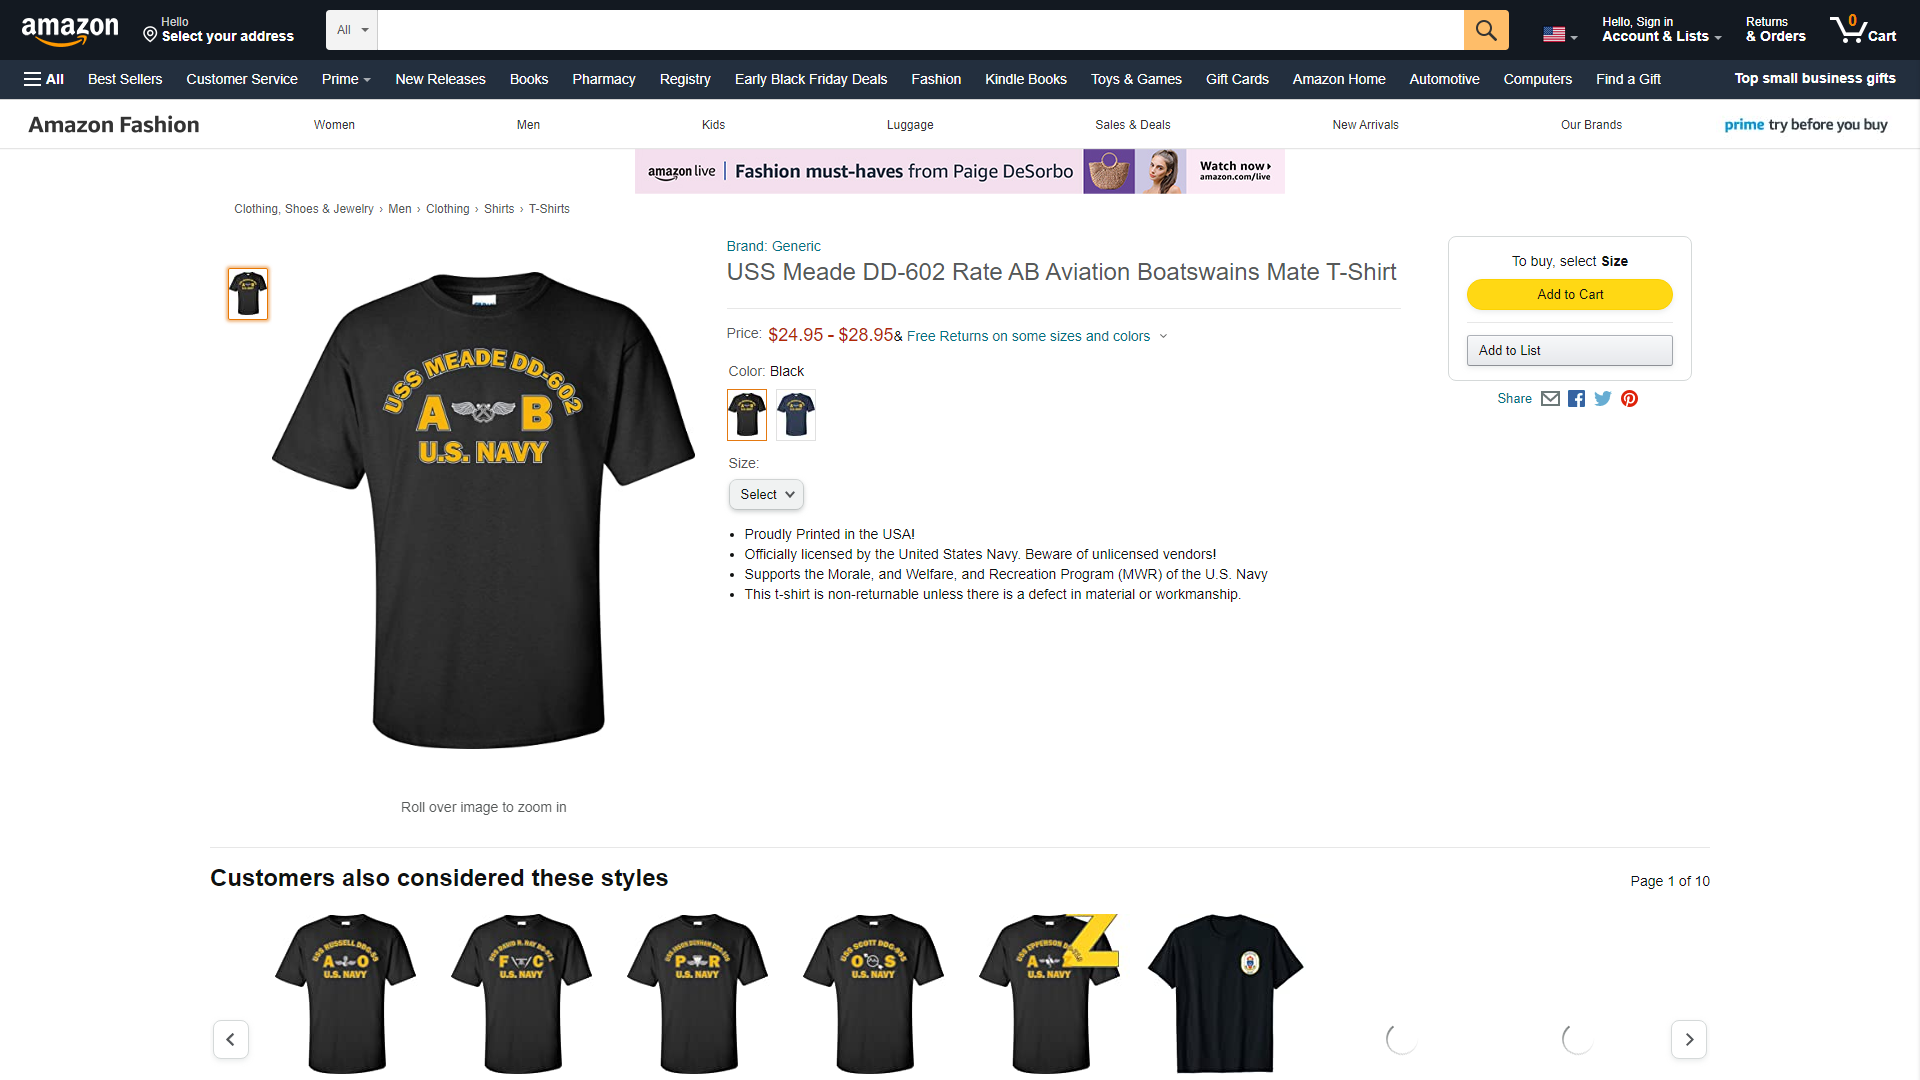 amazon
Hello
Select your address
All
Hello, Sign in
Account & Lists
Returns
& Orders
0
Cart
All
Best Sellers
Customer Service
Prime
New Releases
Books
Pharmacy
Registry
Early Black Friday Deals
Fashion
Kindle Books
Toys & Games
Gift Cards
Amazon Home
Automotive
Computers
Find a Gift
Top small business gifts
Amazon Fashion
Women
Men
Kids
Luggage
Sales & Deals
New Arrivals
Our Brands
prime try before you buy
amazon live | Fashion must-haves from Paige DeSorbo
Watch now
amazon.com/live
Clothing, Shoes & Jewelry › Men › Clothing › Shirts › T-Shirts
USS MEADE DD-602
A B
U.S. NAVY
Roll over image to zoom in
Brand: Generic
USS Meade DD-602 Rate AB Aviation Boatswains Mate T-Shirt
Price: $24.95 - $28.95 & Free Returns on some sizes and colors
Color: Black
Size:
Select
Proudly Printed in the USA!
Officially licensed by the United States Navy. Beware of unlicensed vendors!
Supports the Morale, and Welfare, and Recreation Program (MWR) of the U.S. Navy
This t-shirt is non-returnable unless there is a defect in material or workmanship.
To buy, select Size
Add to Cart
Add to List
Share
Customers also considered these styles
Page 1 of 10
A O
U.S. NAVY
F C
U.S. NAVY
P R
U.S. NAVY
O S
U.S. NAVY
A
U.S. NAVY